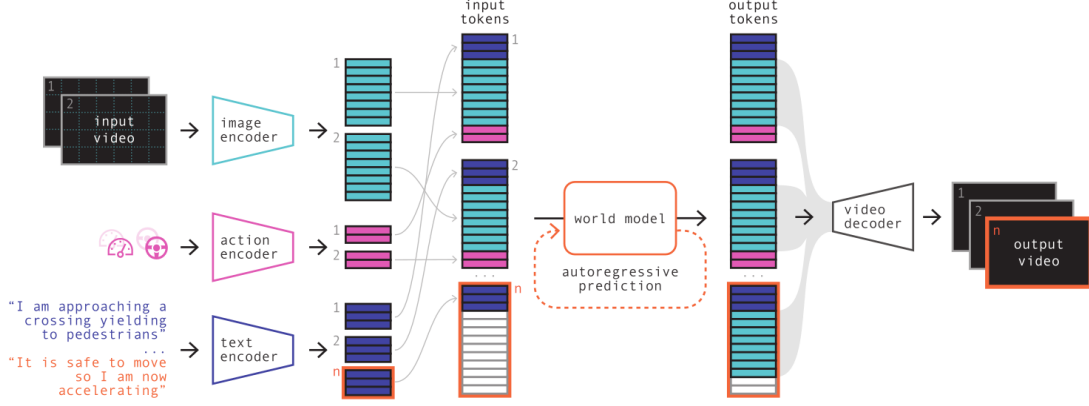 input
tokens
output
tokens
1
2
input
video
image
encoder
1
2
action
encoder
1
2
“I am approaching a
crossing yielding
to pedestrians”
...
“It is safe to move
so I am now
accelerating”
text
encoder
1
2
n
1
2
...
n
world model
autoregressive
prediction
...
video
decoder
1
2
n
output
video